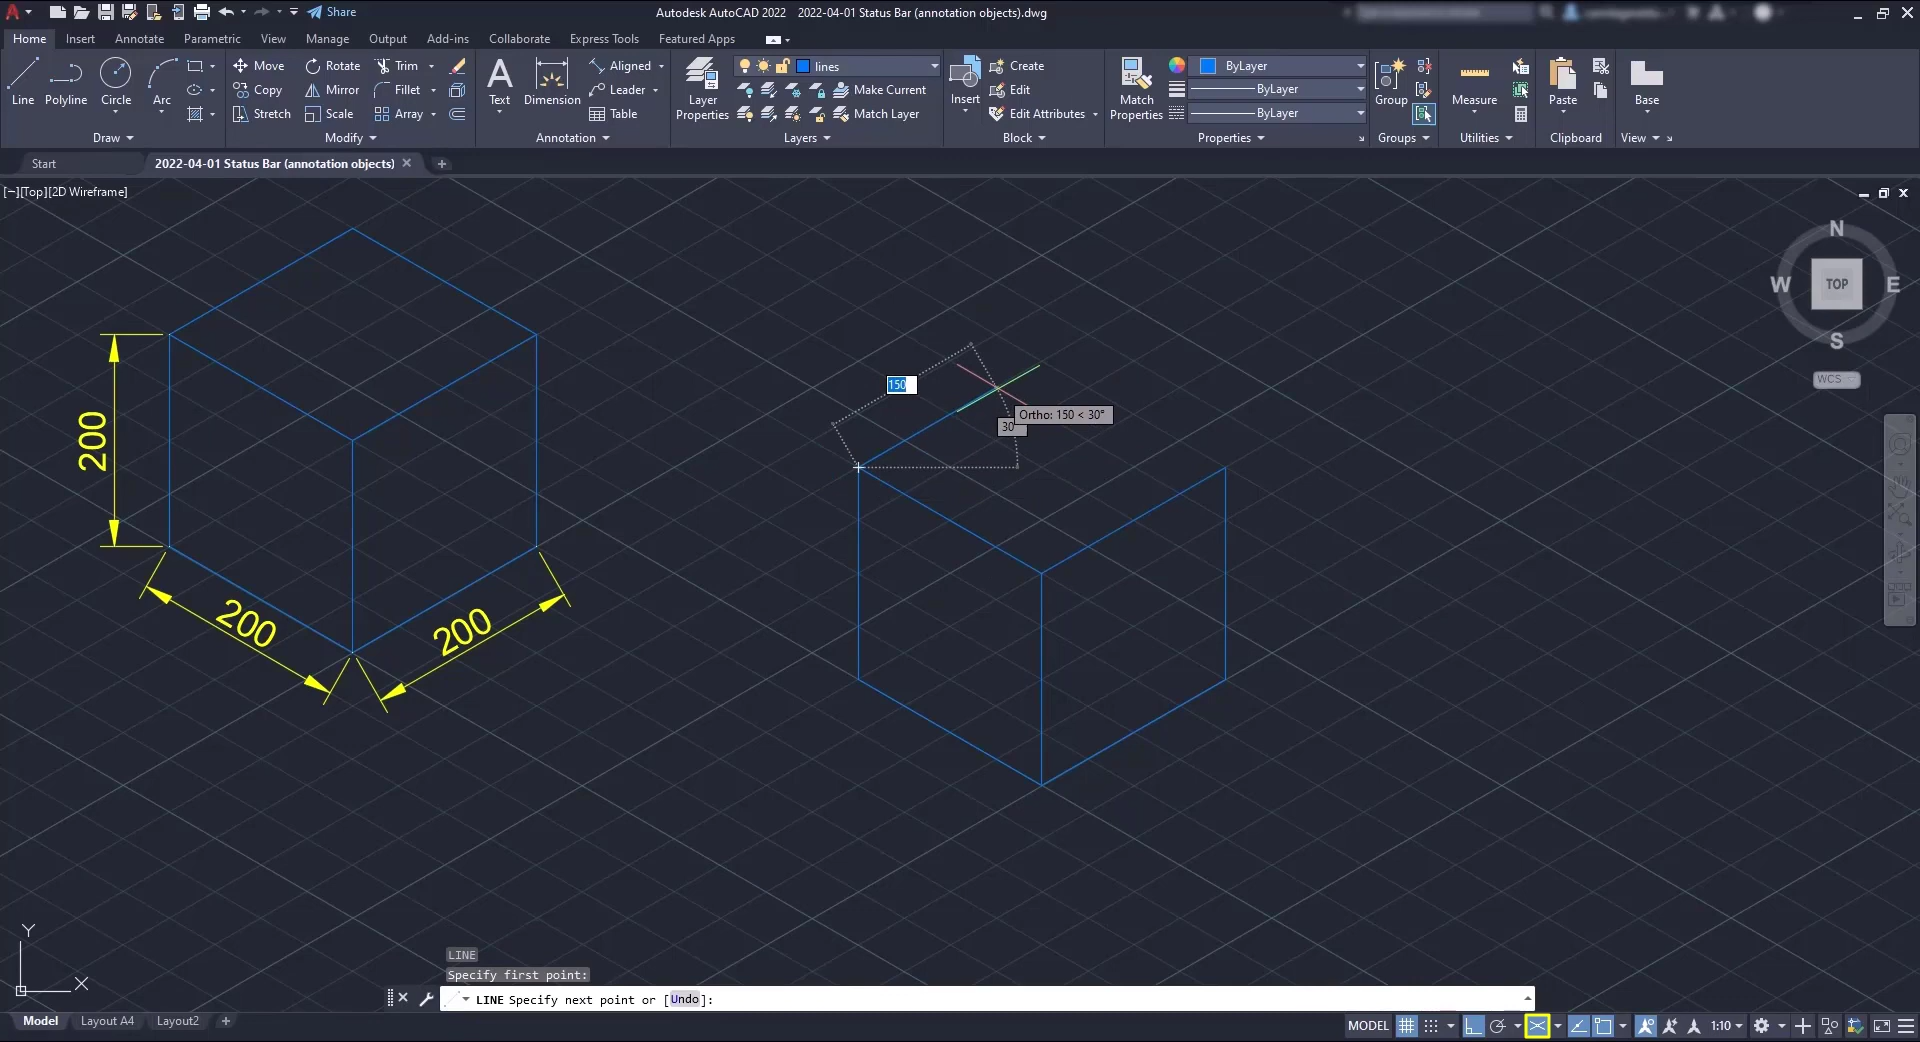 Share
Autodesk AutoCAD 2022 2022-04-01 Status Bar (annotation objects).dwg
Home Insert Annotate Parametric View Manage Output Add-ins Collaborate Express Tools Featured Apps
Move Rotate Trim Aligned lines Create ByLayer
Copy Mirror Fillet Leader Make Current Edit ByLayer
Line Polyline Circle Arc Text Dimension Layer Properties Insert Match Properties Group Measure Paste Base
Stretch Scale Array Table Match Layer Edit Attributes ByLayer
Draw Modify Annotation Layers Block Properties Groups Utilities Clipboard View
Start 2022-04-01 Status Bar (annotation objects)
[−][Top][2D Wireframe]
N
W TOP E
S
WCS
150
Ortho: 150 < 30°
30
200
200
200
Y
X
LINE
Specify first point:
LINE Specify next point or [Undo]:
Model Layout A4 Layout2
MODEL 1:10